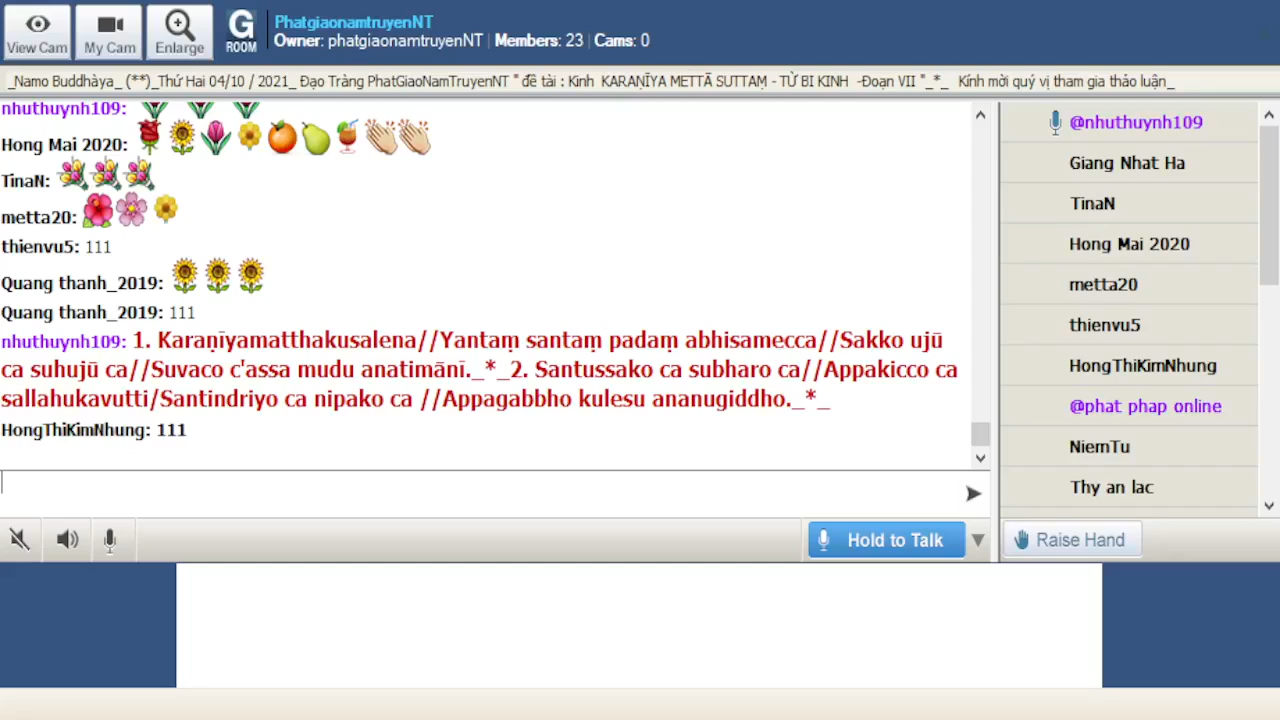 View Cam
My Cam
Enlarge
G
ROOM
PhatgiaonamtruyenNT
Owner: phatgiaonamtruyenNT | Members: 23 | Cams: 0
_Namo Buddhàya_ (**)_Thứ Hai 04/10 / 2021_ Đạo Tràng PhatGiaoNamTruyenNT " đề tài : Kinh KARAṆĪYA METTĀ SUTTAṂ - TỪ BI KINH -Đoạn VII "_*_ Kính mời quý vị tham gia thảo luận_
nhuthuynh109:
Hong Mai 2020:
TinaN:
metta20:
thienvu5: 111
Quang thanh_2019:
Quang thanh_2019: 111
nhuthuynh109: 1. Karaṇīyamatthakusalena//Yantaṃ santaṃ padaṃ abhisamecca//Sakko ujū
ca suhujū ca//Suvaco c'assa mudu anatimānī._*_2. Santussako ca subharo ca//Appakicco ca
sallahukavutti/Santindriyo ca nipako ca //Appagabbho kulesu ananugiddho._*_
HongThiKimNhung: 111
Hold to Talk
@nhuthuynh109
Giang Nhat Ha
TinaN
Hong Mai 2020
metta20
thienvu5
HongThiKimNhung
@phat phap online
NiemTu
Thy an lac
Raise Hand